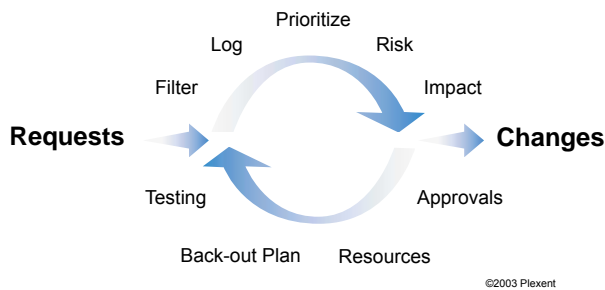 Prioritize
Log
Risk
Filter
Impact
Requests
Changes
Testing
Approvals
Back-out Plan
Resources
©2003 Plexent